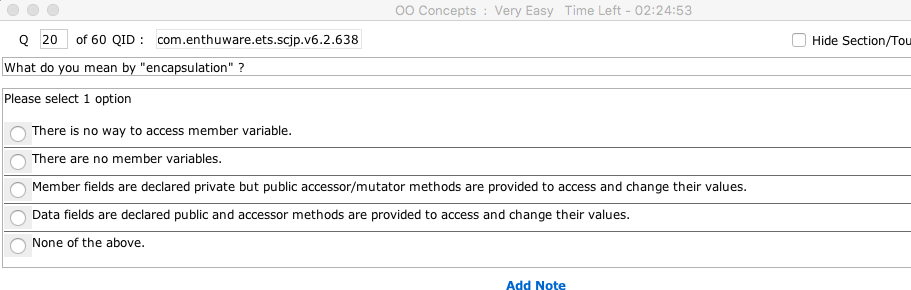 OO Concepts : Very Easy Time Left - 02:24:53
Q 20 of 60 QID : com.enthuware.ets.scjp.v6.2.638 Hide Section/Tou
What do you mean by "encapsulation" ?
Please select 1 option
There is no way to access member variable.
There are no member variables.
Member fields are declared private but public accessor/mutator methods are provided to access and change their values.
Data fields are declared public and accessor methods are provided to access and change their values.
None of the above.
Add Note